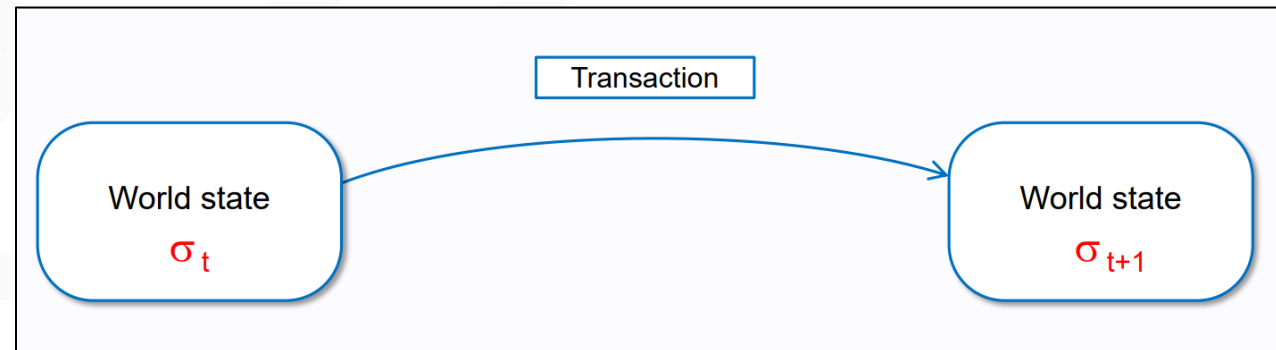 Transaction
World state
σ t
World state
σ t+1